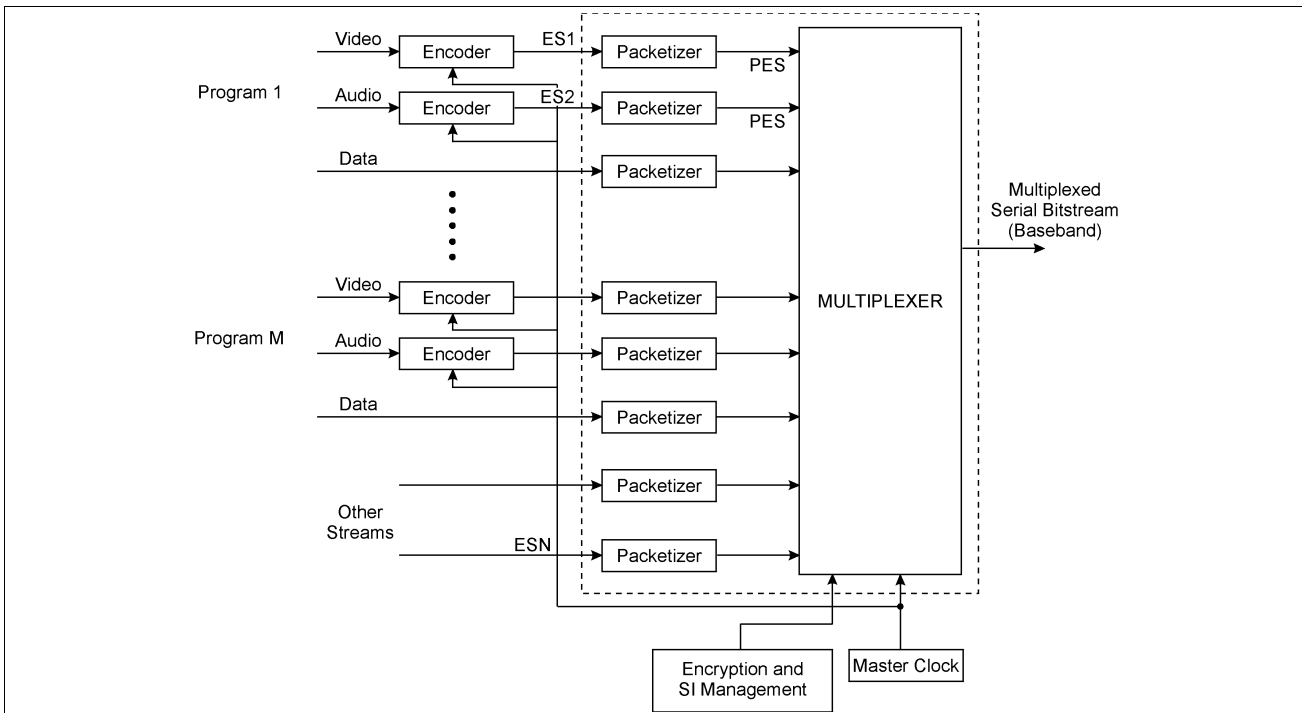 Video
Encoder
ES1
Packetizer
PES
Program 1
Audio
Encoder
ES2
Packetizer
PES
Data
Packetizer
Multiplexed
Serial Bitstream
(Baseband)
Video
Encoder
Packetizer
MULTIPLEXER
Program M
Audio
Encoder
Packetizer
Data
Packetizer
Packetizer
Other
Streams
ESN
Packetizer
Encryption and
SI Management
Master Clock